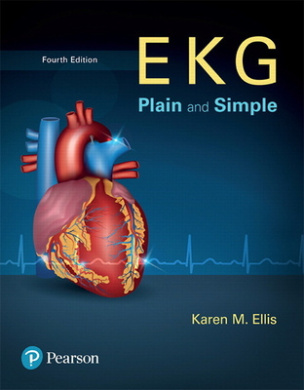 Fourth Edition
EKG
Plain and Simple
Karen M. Ellis
Pearson